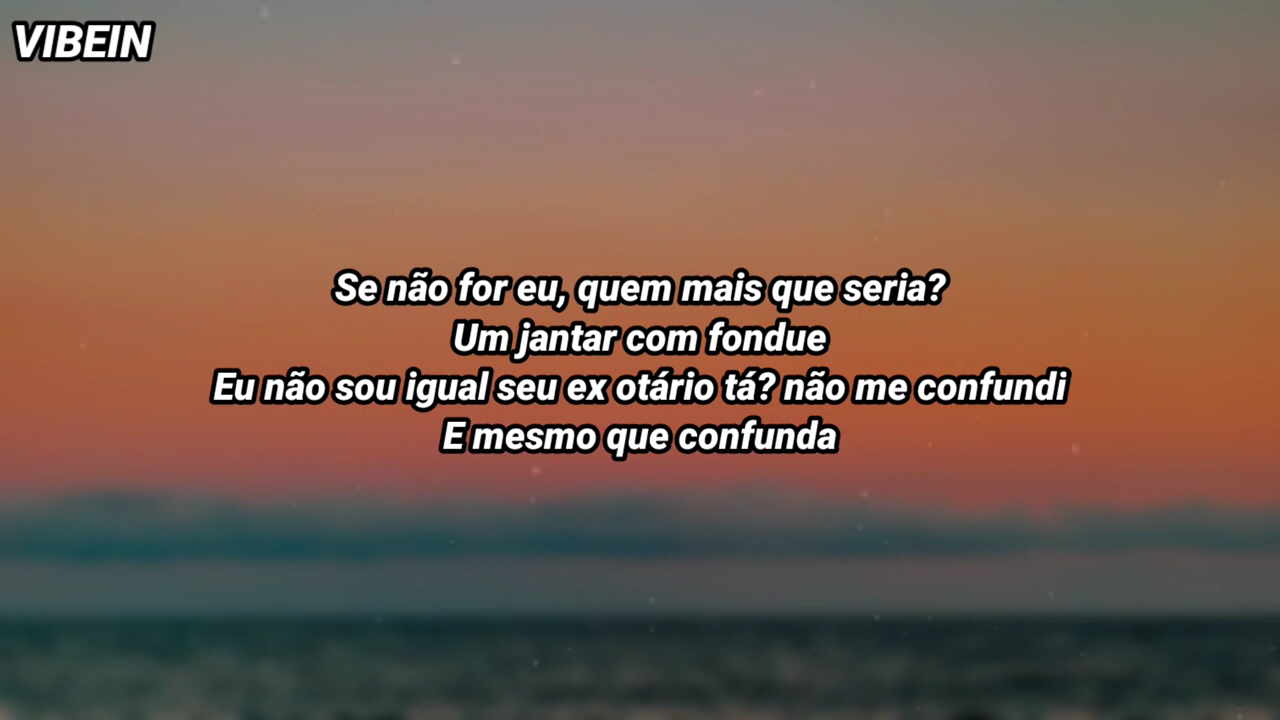 VIBEIN
Se não for eu, quem mais que seria?
Um jantar com fondue
Eu não sou igual seu ex otário tá? não me confundi
E mesmo que confunda